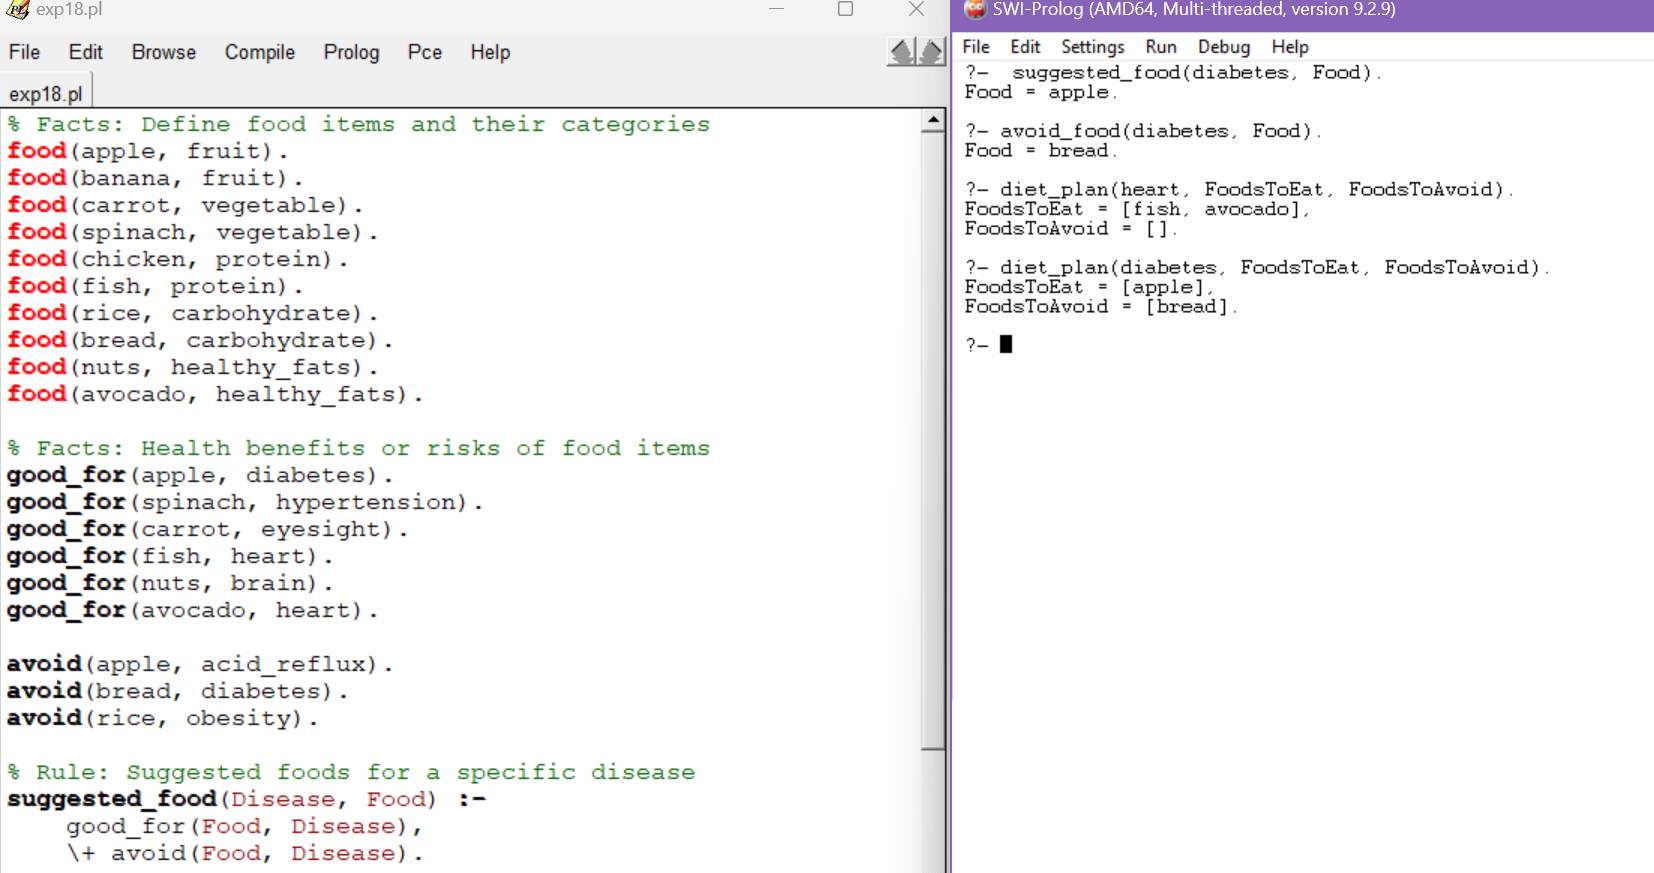 exp18.pl
File Edit Browse Compile Prolog Pce Help
exp18.pl
% Facts: Define food items and their categories
food(apple, fruit).
food(banana, fruit).
food(carrot, vegetable).
food(spinach, vegetable).
food(chicken, protein).
food(fish, protein).
food(rice, carbohydrate).
food(bread, carbohydrate).
food(nuts, healthy_fats).
food(avocado, healthy_fats).
% Facts: Health benefits or risks of food items
good_for(apple, diabetes).
good_for(spinach, hypertension).
good_for(carrot, eyesight).
good_for(fish, heart).
good_for(nuts, brain).
good_for(avocado, heart).
avoid(apple, acid_reflux).
avoid(bread, diabetes).
avoid(rice, obesity).
% Rule: Suggested foods for a specific disease
suggested_food(Disease, Food) :-
good_for(Food, Disease),
\+ avoid(Food, Disease).
SWI-Prolog (AMD64, Multi-threaded, version 9.2.9)
File Edit Settings Run Debug Help
?-  suggested_food(diabetes, Food).
Food = apple.
?- avoid_food(diabetes, Food).
Food = bread.
?- diet_plan(heart, FoodsToEat, FoodsToAvoid).
FoodsToEat = [fish, avocado],
FoodsToAvoid = [].
?- diet_plan(diabetes, FoodsToEat, FoodsToAvoid).
FoodsToEat = [apple],
FoodsToAvoid = [bread].
?-